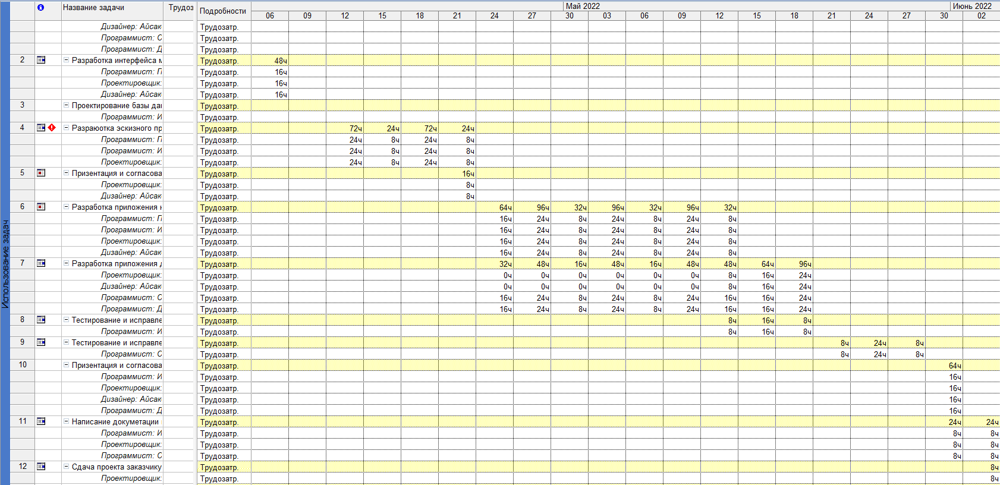 Название задачи Трудоз Подробности Май 2022 Июнь 2022
06 09 12 15 18 21 24 27 30 03 06 09 12 15 18 21 24 27 30 02
Использование задач
Дизайнер: Айсак Трудозатр.
Программист: С Трудозатр.
Программист: Д Трудозатр.
2 Разработка интерфейса м Трудозатр. 48ч
Программист: П Трудозатр. 16ч
Проектировщик: Трудозатр. 16ч
Дизайнер: Айсак Трудозатр. 16ч
3 Проектирование базы да Трудозатр.
Программист: И Трудозатр.
4 Разраюотка эскизного пр Трудозатр. 72ч 24ч 72ч 24ч
Программист: П Трудозатр. 24ч 8ч 24ч 8ч
Программист: И Трудозатр. 24ч 8ч 24ч 8ч
Проектировщик: Трудозатр. 24ч 8ч 24ч 8ч
5 Призентация и согласова Трудозатр. 16ч
Проектировщик: Трудозатр. 8ч
Дизайнер: Айсак Трудозатр. 8ч
6 Разработка приложения н Трудозатр. 64ч 96ч 32ч 96ч 32ч 96ч 32ч
Программист: П Трудозатр. 16ч 24ч 8ч 24ч 8ч 24ч 8ч
Программист: И Трудозатр. 16ч 24ч 8ч 24ч 8ч 24ч 8ч
Проектировщик: Трудозатр. 16ч 24ч 8ч 24ч 8ч 24ч 8ч
Дизайнер: Айсак Трудозатр. 16ч 24ч 8ч 24ч 8ч 24ч 8ч
7 Разработка приложения д Трудозатр. 32ч 48ч 16ч 48ч 16ч 48ч 48ч 64ч 96ч
Проектировщик: Трудозатр. 0ч 0ч 0ч 0ч 0ч 0ч 8ч 16ч 24ч
Дизайнер: Айсак Трудозатр. 0ч 0ч 0ч 0ч 0ч 0ч 8ч 16ч 24ч
Программист: С Трудозатр. 16ч 24ч 8ч 24ч 8ч 24ч 16ч 16ч 24ч
Программист: Д Трудозатр. 16ч 24ч 8ч 24ч 8ч 24ч 16ч 16ч 24ч
8 Тестирование и исправле Трудозатр. 8ч 16ч 8ч
Программист: И Трудозатр. 8ч 16ч 8ч
9 Тестирование и исправле Трудозатр. 8ч 24ч 8ч
Программист: С Трудозатр. 8ч 24ч 8ч
10 Призентация и согласова Трудозатр. 64ч
Программист: И Трудозатр. 16ч
Проектировщик: Трудозатр. 16ч
Дизайнер: Айсак Трудозатр. 16ч
Программист: Д Трудозатр. 16ч
11 Написание докуметации Трудозатр. 24ч 24ч
Программист: И Трудозатр. 8ч 8ч
Проектировщик: Трудозатр. 8ч 8ч
Программист: С Трудозатр. 8ч 8ч
12 Сдача проекта заказчику Трудозатр. 8ч
Проектировщик: Трудозатр. 8ч